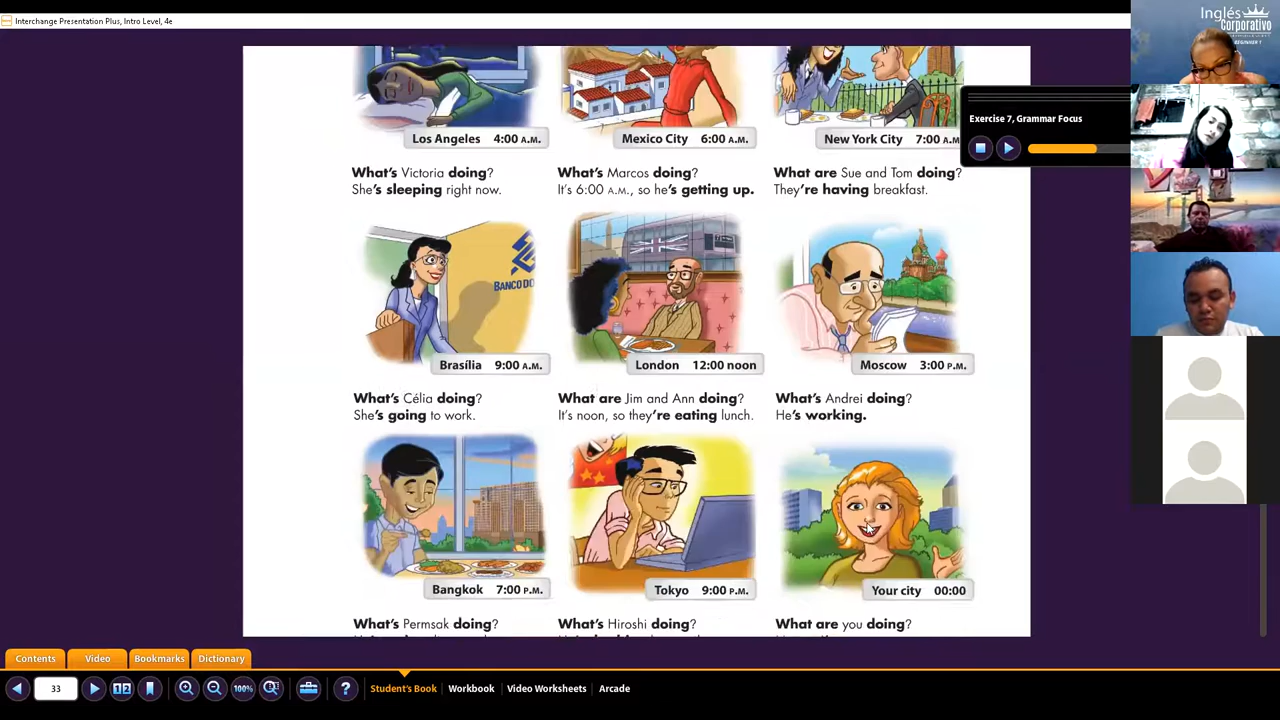 Interchange Presentation Plus, Intro Level, 4e
Inglés
Corporativo
BEGINNER 1
Exercise 7, Grammar Focus
Los Angeles 4:00 A.M.
Mexico City 6:00 A.M.
New York City 7:00 A.M
What's Victoria doing?
She's sleeping right now.
What's Marcos doing?
It's 6:00 A.M., so he's getting up.
What are Sue and Tom doing?
They're having breakfast.
BANCO DO
Brasília 9:00 A.M.
London 12:00 noon
Moscow 3:00 P.M.
What's Célia doing?
She's going to work.
What are Jim and Ann doing?
It's noon, so they're eating lunch.
What's Andrei doing?
He's working.
Bangkok 7:00 P.M.
Tokyo 9:00 P.M.
Your city 00:00
What's Permsak doing?
What's Hiroshi doing?
What are you doing?
Contents Video Bookmarks Dictionary
33
12
100%
?
Student's Book Workbook Video Worksheets Arcade